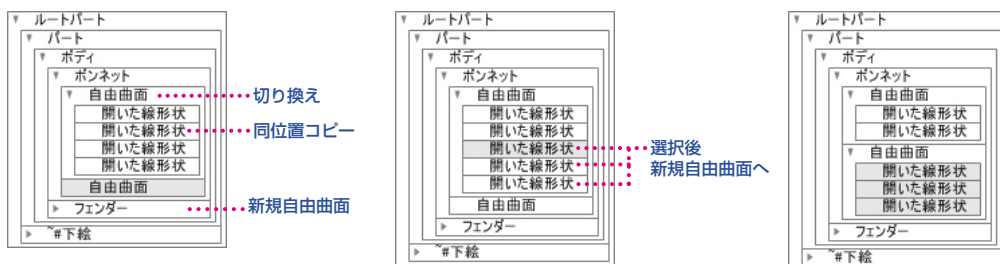 ルートパート
パート
ボディ
ボンネット
自由曲面
切り換え
開いた線形状
開いた線形状
同位置コピー
開いた線形状
開いた線形状
自由曲面
フェンダー
新規自由曲面
~#下絵
ルートパート
パート
ボディ
ボンネット
自由曲面
開いた線形状
開いた線形状
開いた線形状
選択後
開いた線形状
新規自由曲面へ
開いた線形状
自由曲面
フェンダー
~#下絵
ルートパート
パート
ボディ
ボンネット
自由曲面
開いた線形状
開いた線形状
自由曲面
開いた線形状
開いた線形状
開いた線形状
フェンダー
~#下絵